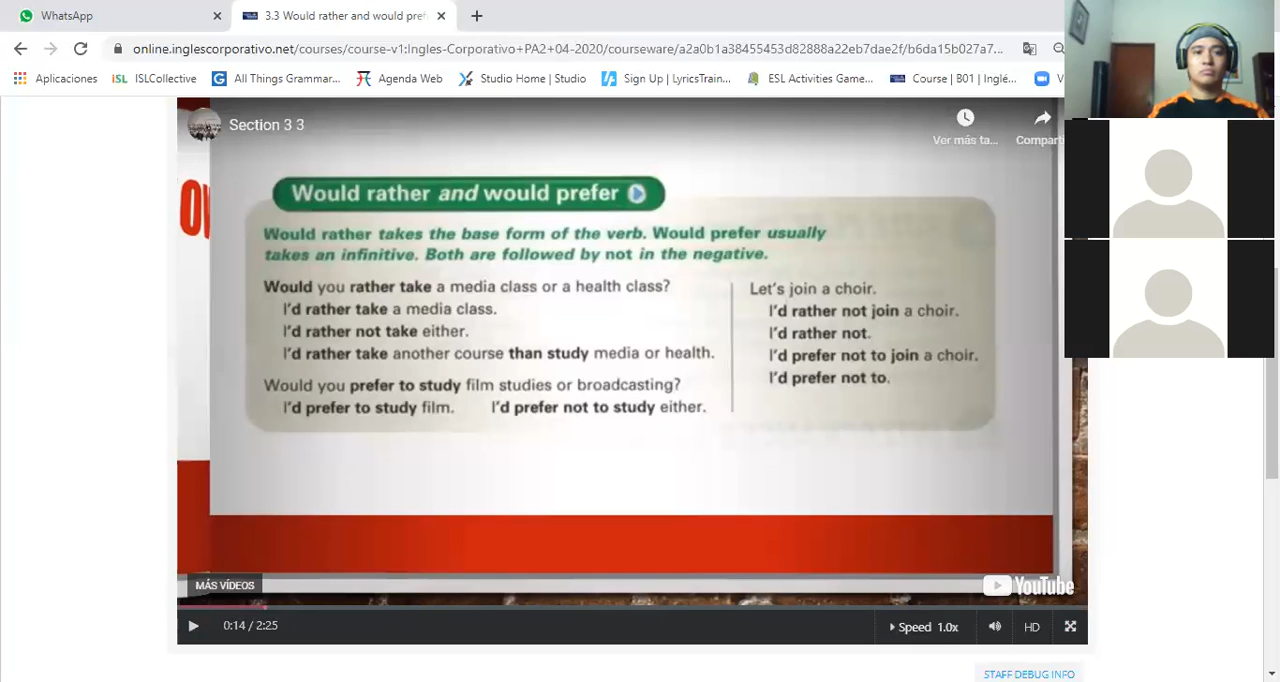 WhatsApp
3.3 Would rather and would pref
online.inglescorporativo.net/courses/course-v1:Ingles-Corporativo+PA2+04-2020/courseware/a2a0b1a38455453d82888a22eb7dae2f/b6da15b027a7...
Aplicaciones
iSL ISLCollective
G All Things Grammar...
Agenda Web
Studio Home | Studio
Sign Up | LyricsTrain...
ESL Activities Game...
Course | B01 | Inglé...
Section 3 3
Ver más ta...
Comparti
Would rather and would prefer
Would rather takes the base form of the verb. Would prefer usually
takes an infinitive. Both are followed by not in the negative.
Would you rather take a media class or a health class?
I'd rather take a media class.
I'd rather not take either.
I'd rather take another course than study media or health.
Would you prefer to study film studies or broadcasting?
I'd prefer to study film. I'd prefer not to study either.
Let's join a choir.
I'd rather not join a choir.
I'd rather not.
I'd prefer not to join a choir.
I'd prefer not to.
MÁS VÍDEOS
YouTube
0:14 / 2:25
Speed 1.0x
HD
STAFF DEBUG INFO